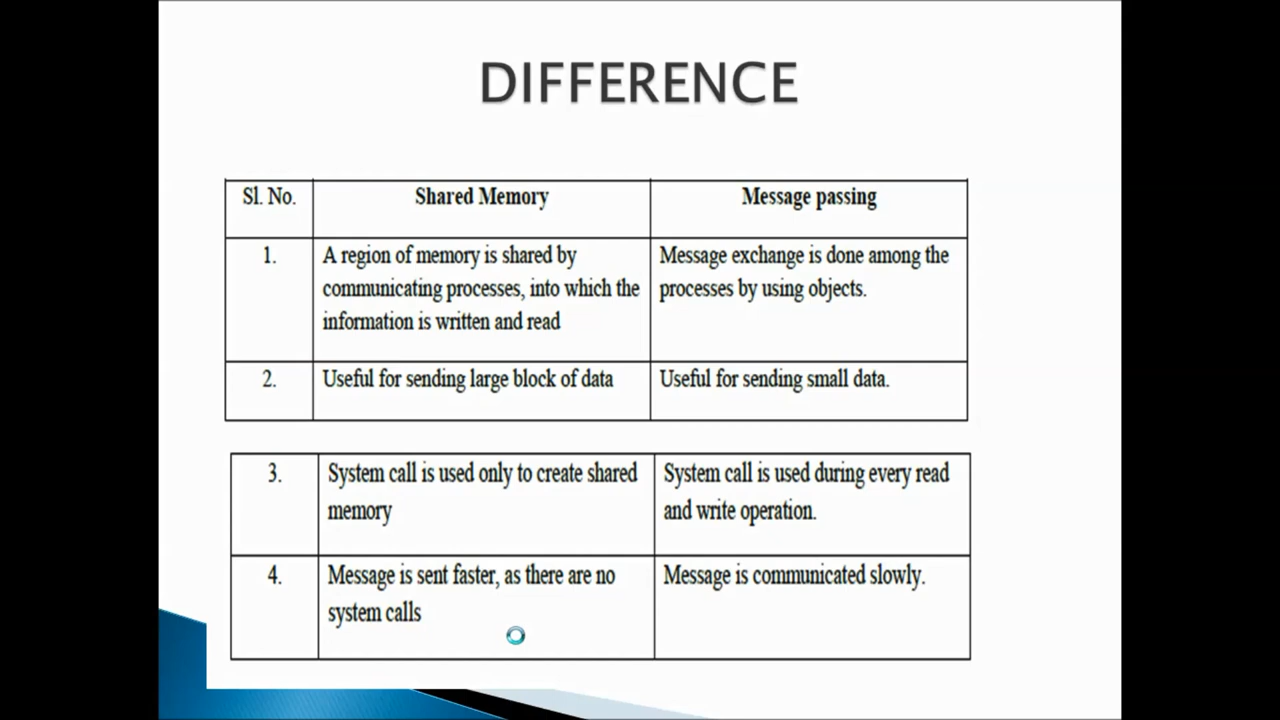 DIFFERENCE
Sl. No. Shared Memory Message passing
1. A region of memory is shared by Message exchange is done among the
communicating processes, into which the processes by using objects.
information is written and read
2. Useful for sending large block of data Useful for sending small data.
3. System call is used only to create shared System call is used during every read
memory and write operation.
4. Message is sent faster, as there are no Message is communicated slowly.
system calls